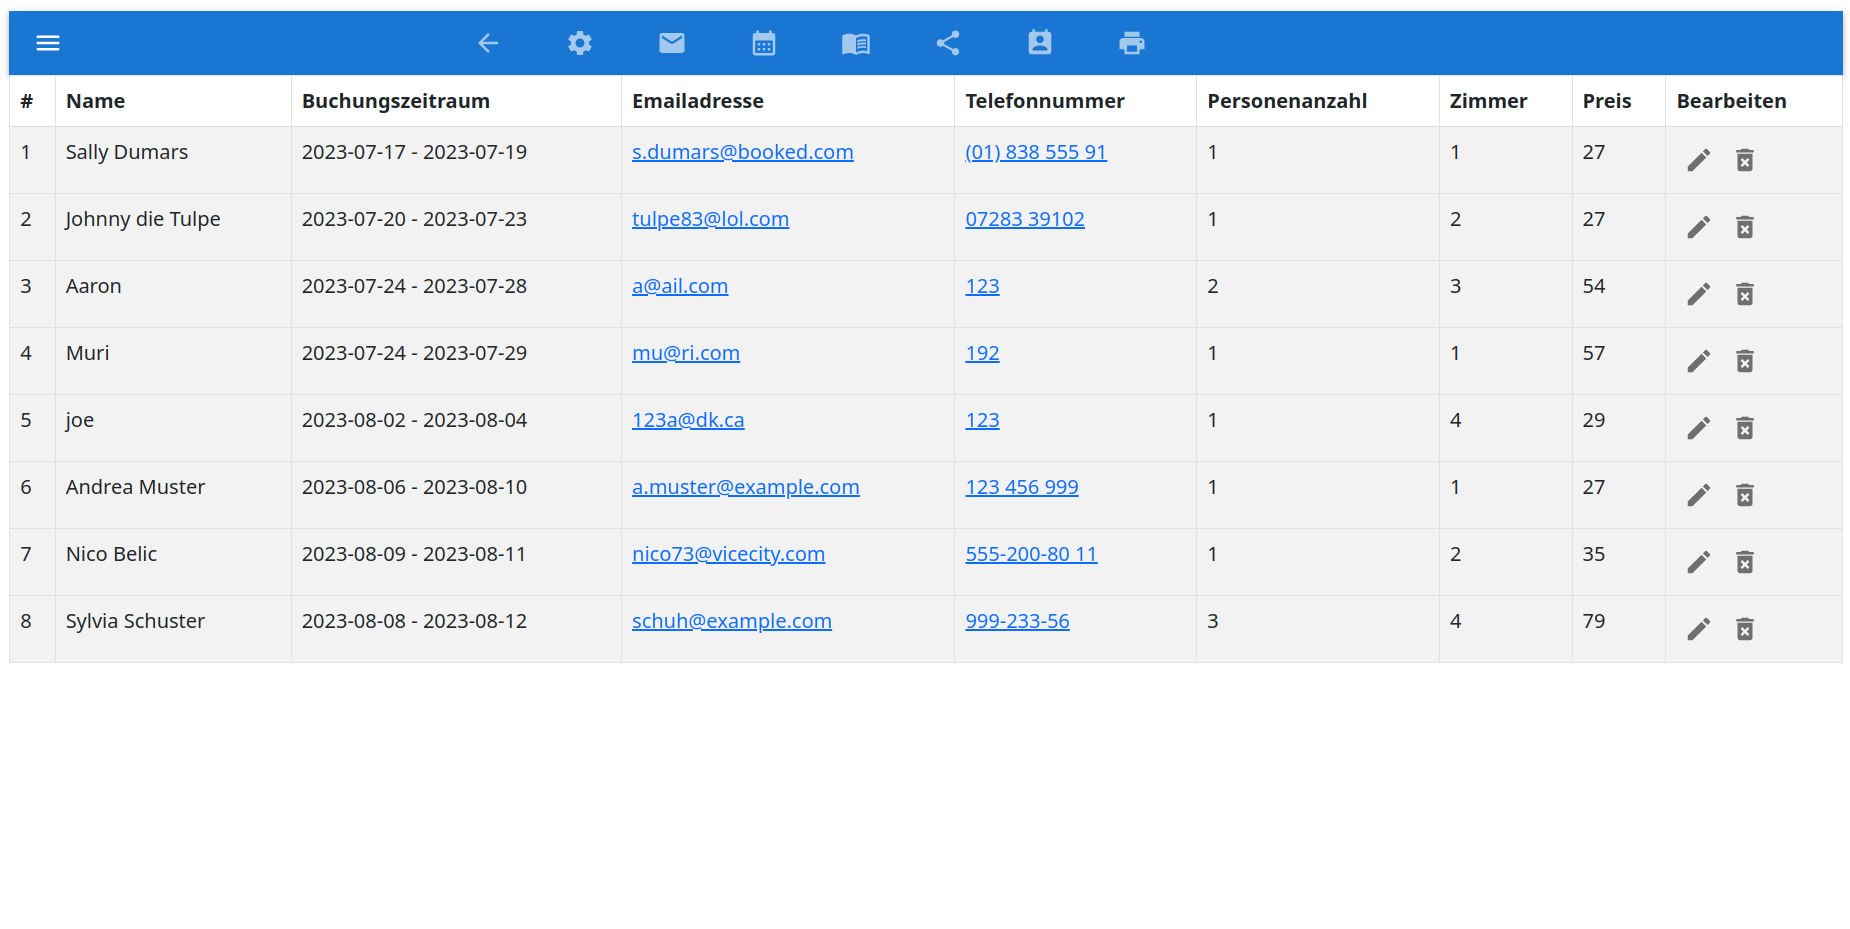 # Name Buchungszeitraum Emailadresse Telefonnummer Personenanzahl Zimmer Preis Bearbeiten
1 Sally Dumars 2023-07-17 - 2023-07-19 s.dumars@booked.com (01) 838 555 91 1 1 27
2 Johnny die Tulpe 2023-07-20 - 2023-07-23 tulpe83@lol.com 07283 39102 1 2 27
3 Aaron 2023-07-24 - 2023-07-28 a@ail.com 123 2 3 54
4 Muri 2023-07-24 - 2023-07-29 mu@ri.com 192 1 1 57
5 joe 2023-08-02 - 2023-08-04 123a@dk.ca 123 1 4 29
6 Andrea Muster 2023-08-06 - 2023-08-10 a.muster@example.com 123 456 999 1 1 27
7 Nico Belic 2023-08-09 - 2023-08-11 nico73@vicecity.com 555-200-80 11 1 2 35
8 Sylvia Schuster 2023-08-08 - 2023-08-12 schuh@example.com 999-233-56 3 4 79